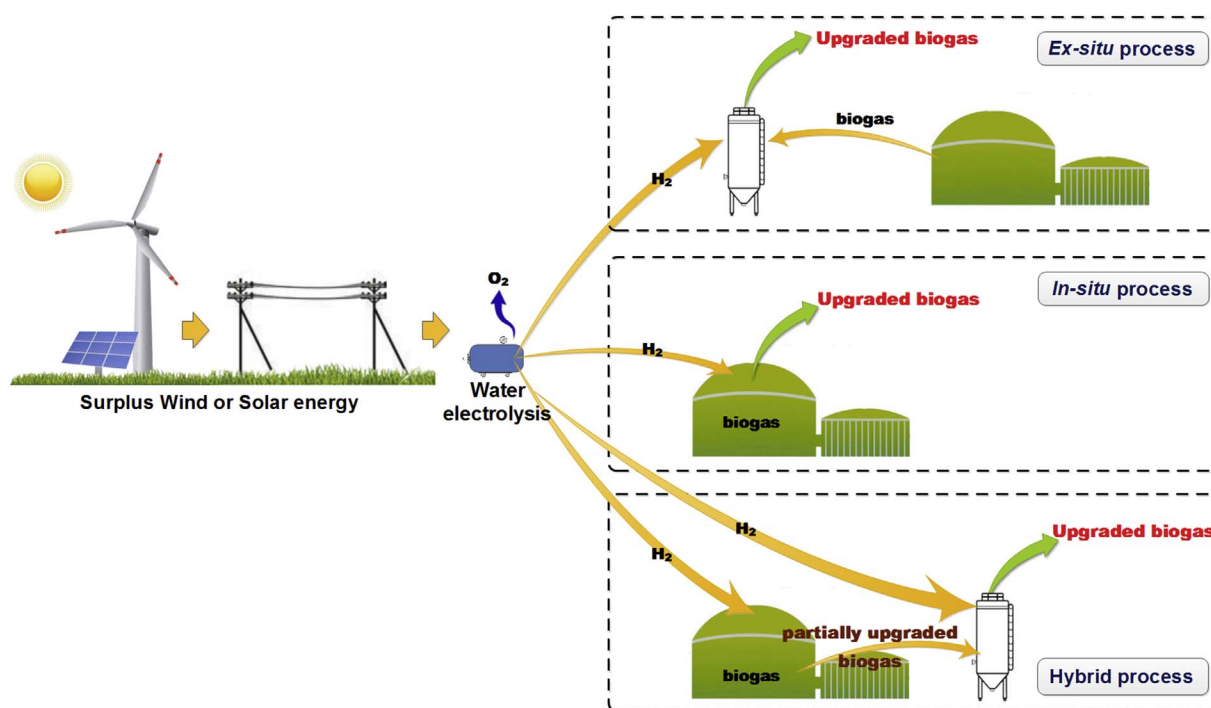 Upgraded biogas
Ex-situ process
biogas
H₂
O₂
Upgraded biogas
In-situ process
H₂
Water
electrolysis
Surplus Wind or Solar energy
biogas
H₂
H₂
Upgraded biogas
partially upgraded
biogas
biogas
Hybrid process